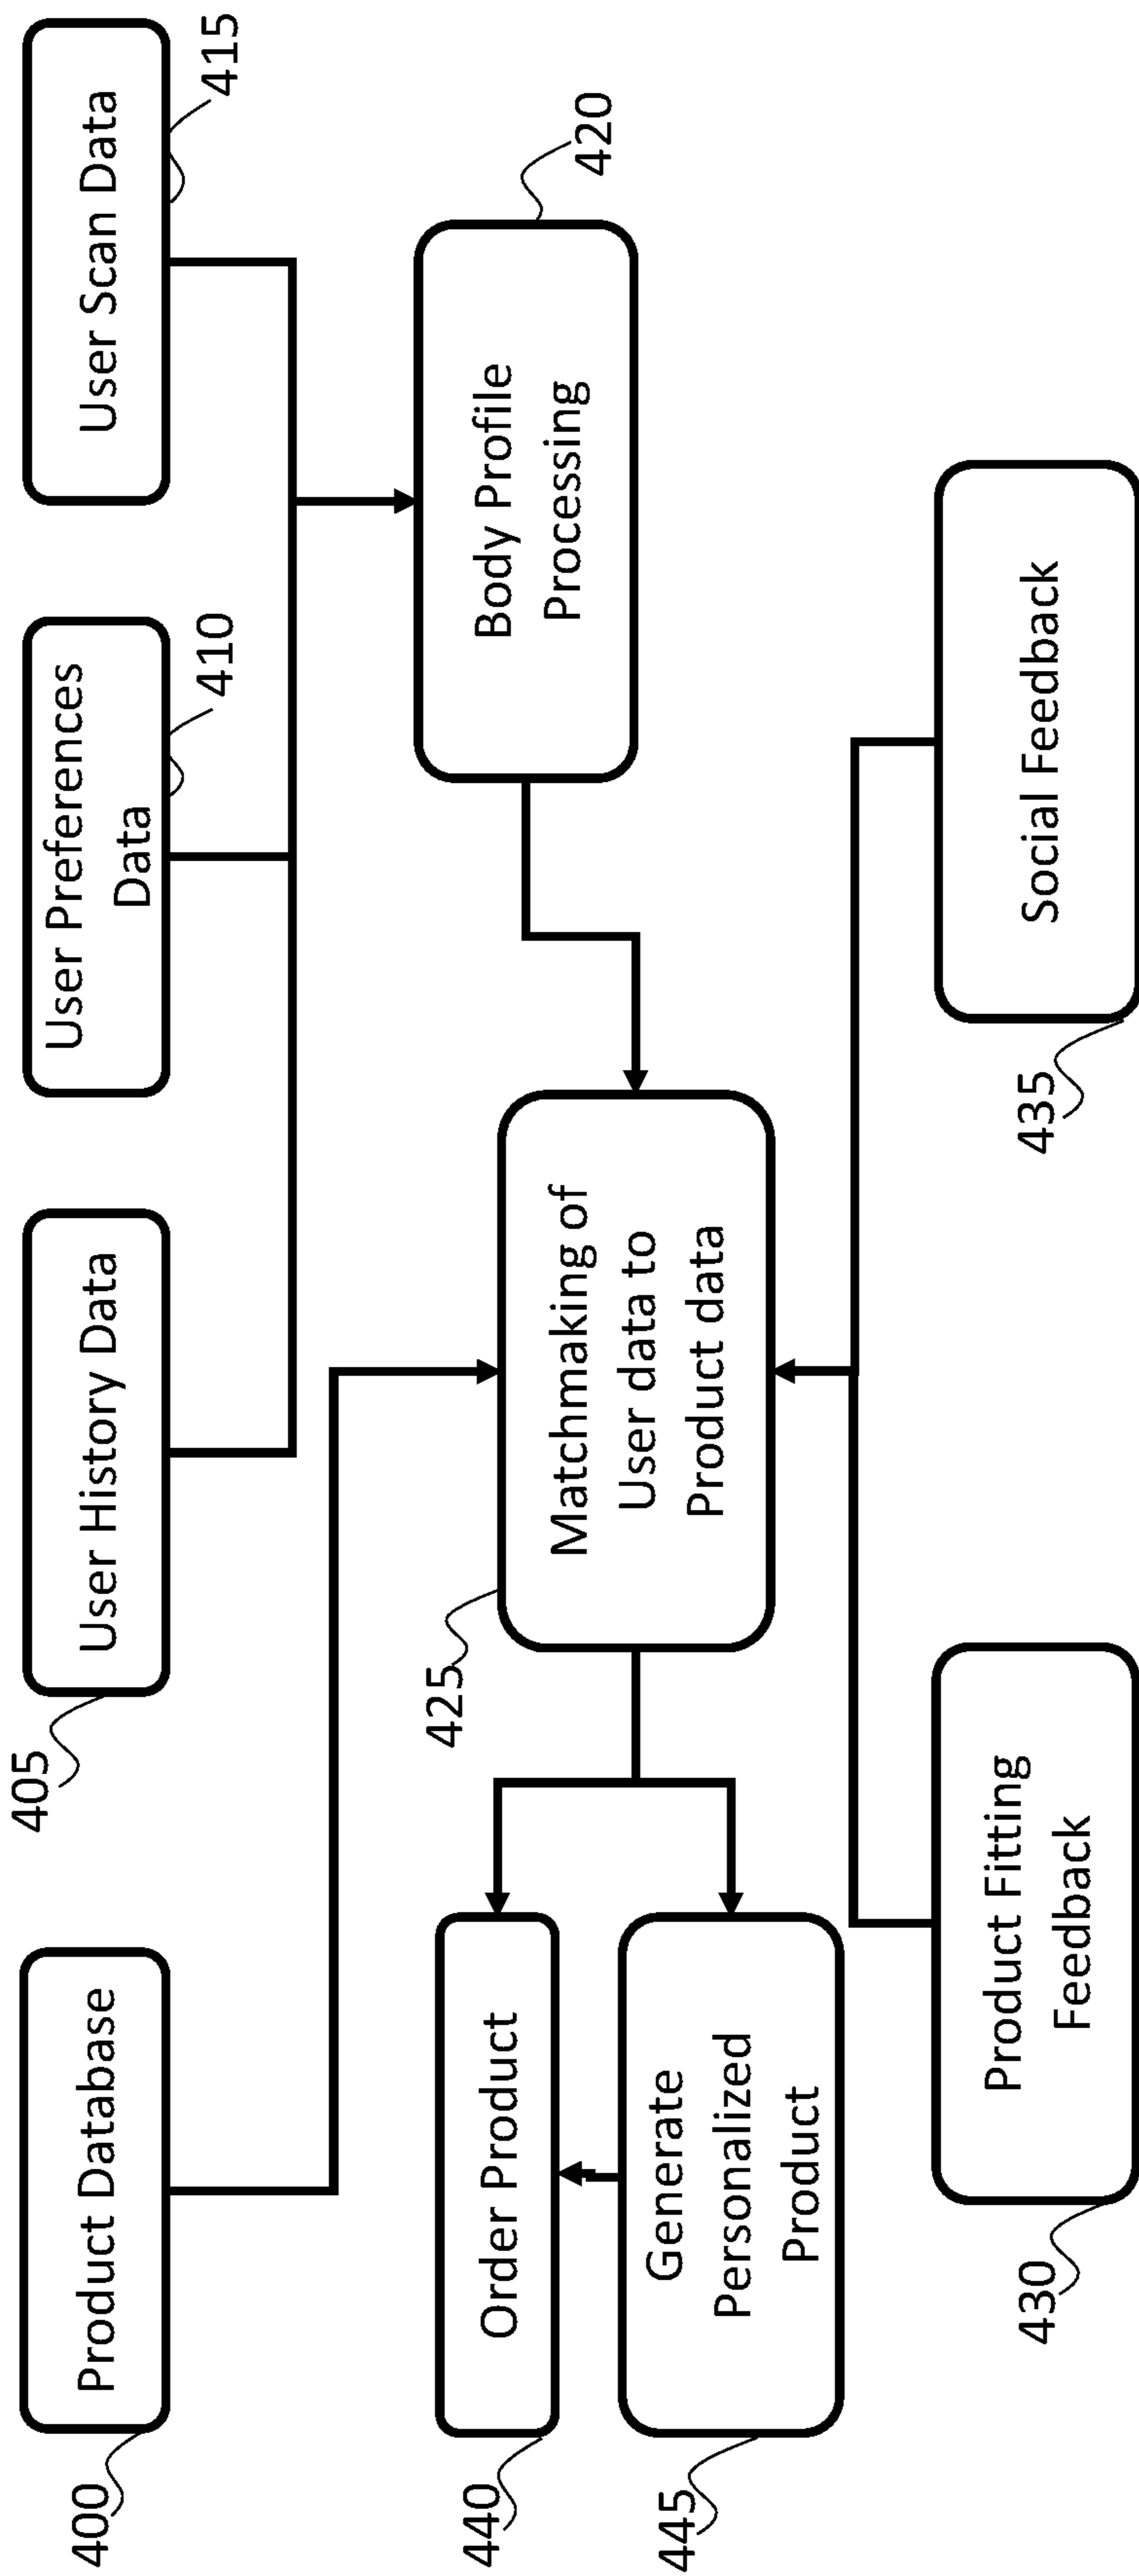 Product Database
400
User History Data
405
User Preferences
Data
410
User Scan Data
415
Body Profile
Processing
420
Matchmaking of
User data to
Product data
425
Order Product
440
Generate
Personalized
Product
445
Product Fitting
Feedback
430
Social Feedback
435